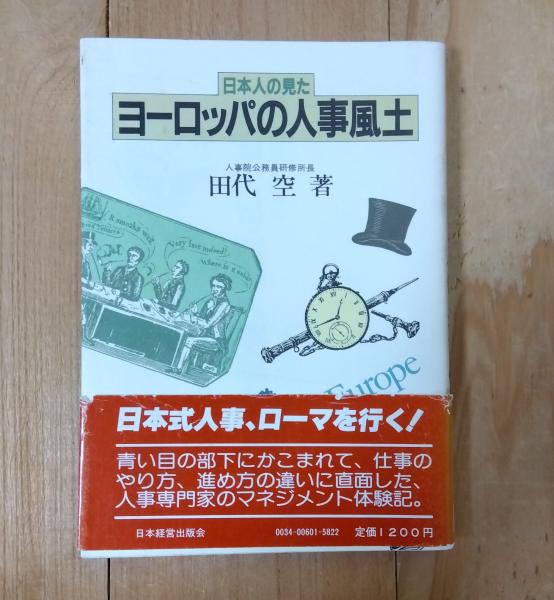 日本人の見た
ヨーロッパの人事風土
人事院公務員研修所長
田代 空 著
Very fine indeed!
Europe
日本式人事、ローマを行く!
青い目の部下にかこまれて、仕事の
やり方、進め方の違いに直面した、
人事専門家のマネジメント体験記。
日本経営出版会
0034-00601-5822
定価1200円